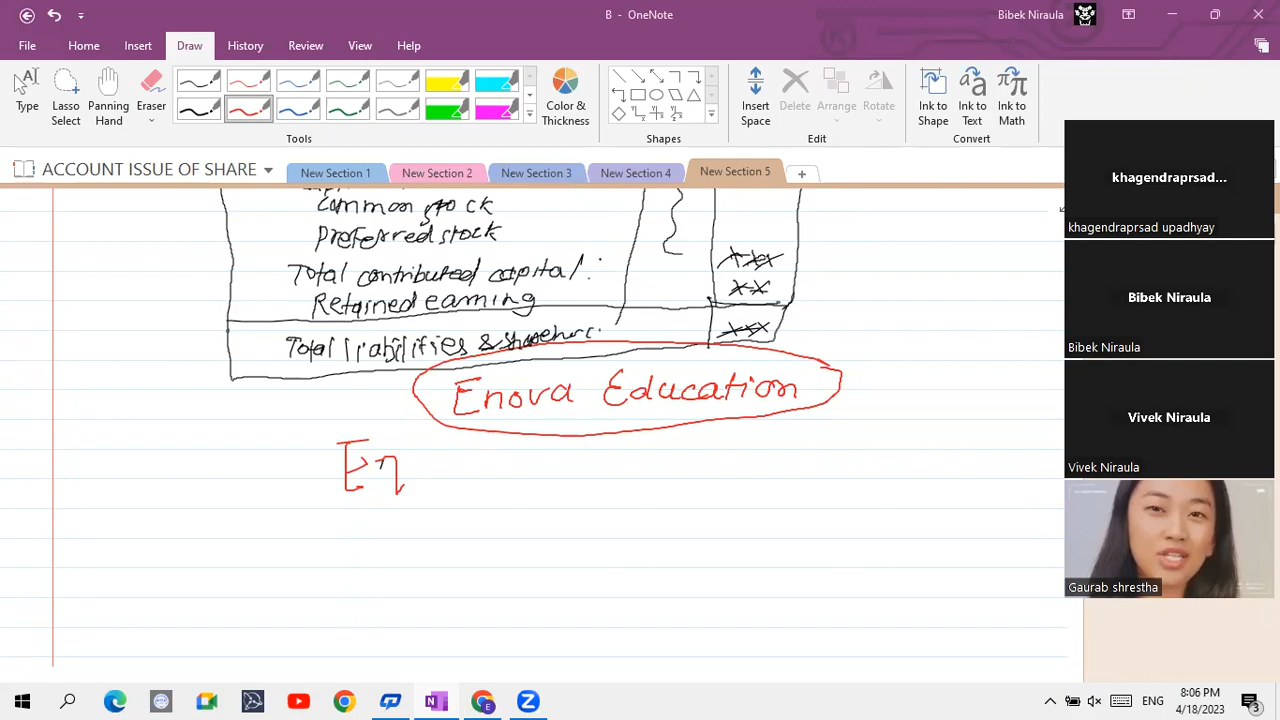 B - OneNote
Bibek Niraula
File Home Insert Draw History Review View Help
Type
Lasso Select
Panning Hand
Eraser
Color & Thickness
Insert Space
Delete
Arrange
Rotate
Ink to Shape
Ink to Text
Ink to Math
Tools
Shapes
Edit
Convert
ACCOUNT ISSUE OF SHARE
New Section 1
New Section 2
New Section 3
New Section 4
New Section 5
Common stock
Preferred stock
Total contributed capital:
Retained earning
Total liabilities &
Enova Education
En
khagendraprsad...
khagendraprsad upadhyay
Bibek Niraula
Bibek Niraula
Vivek Niraula
Vivek Niraula
Gaurab shrestha
ENG
8:06 PM
4/18/2023
3